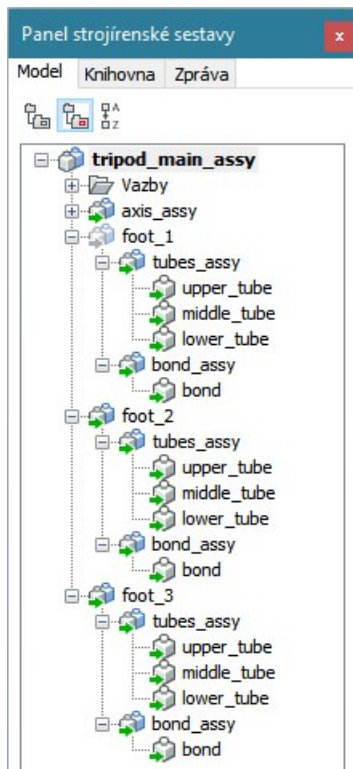 Panel strojírenské sestavy
x
Model Knihovna Zpráva
A
Z
tripod_main_assy
Vazby
axis_assy
foot_1
tubes_assy
upper_tube
middle_tube
lower_tube
bond_assy
bond
foot_2
tubes_assy
upper_tube
middle_tube
lower_tube
bond_assy
bond
foot_3
tubes_assy
upper_tube
middle_tube
lower_tube
bond_assy
bond